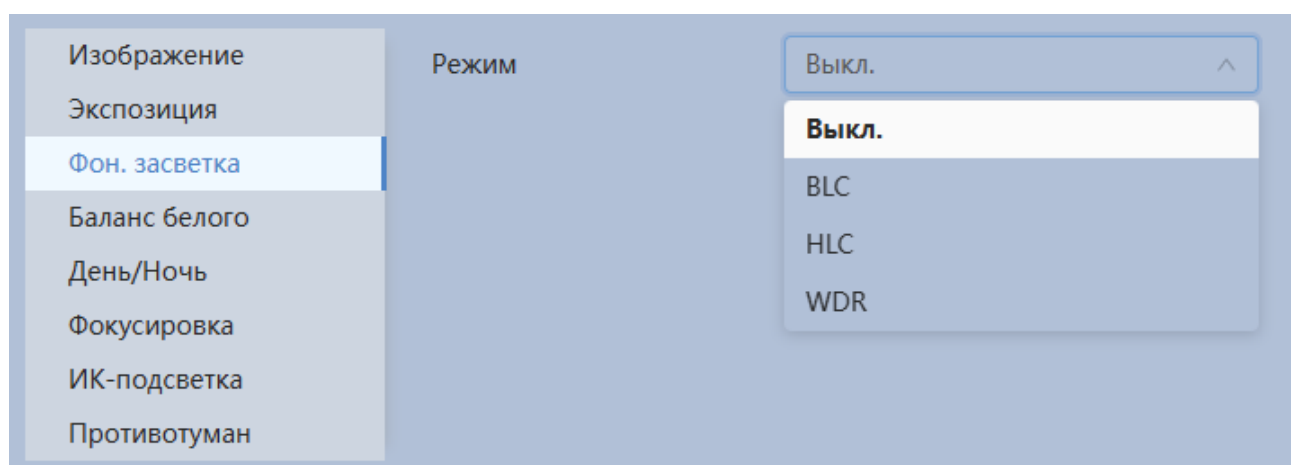 Изображение
Экспозиция
Фон. засветка
Баланс белого
День/Ночь
Фокусировка
ИК-подсветка
Противотуман
Режим
Выкл.
Выкл.
BLC
HLC
WDR